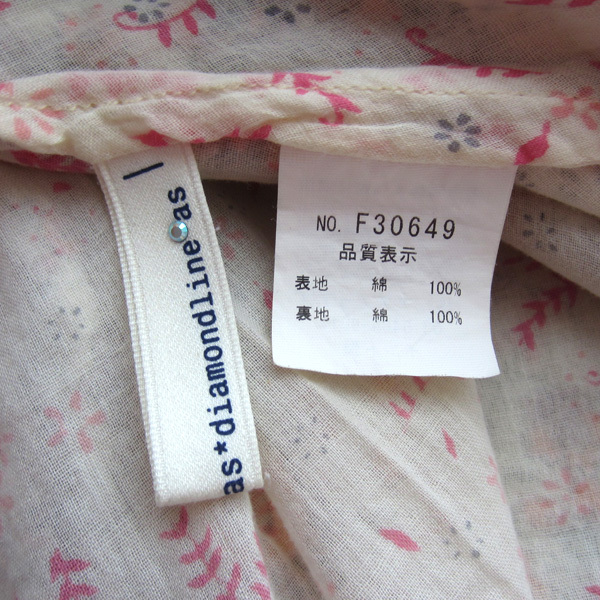 as*diamondline*as
NO. F30649
品質表示
表地 綿 100%
裏地 綿 100%